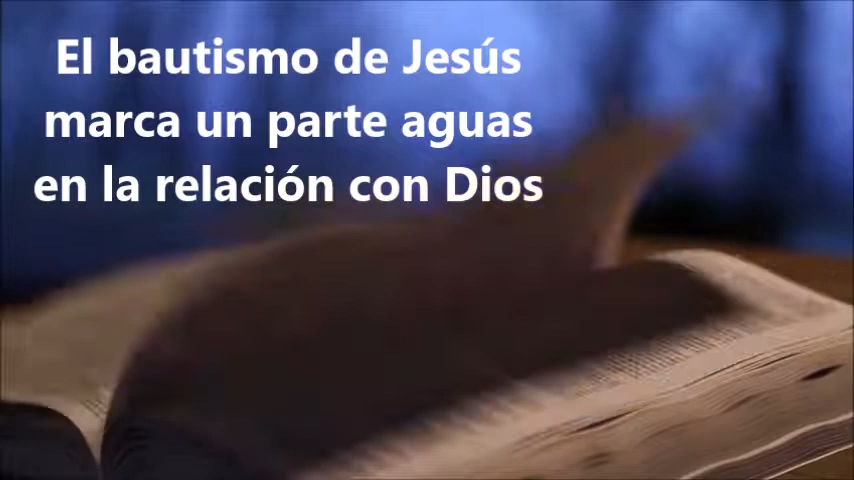 El bautismo de Jesús
marca un parte aguas
en la relación con Dios